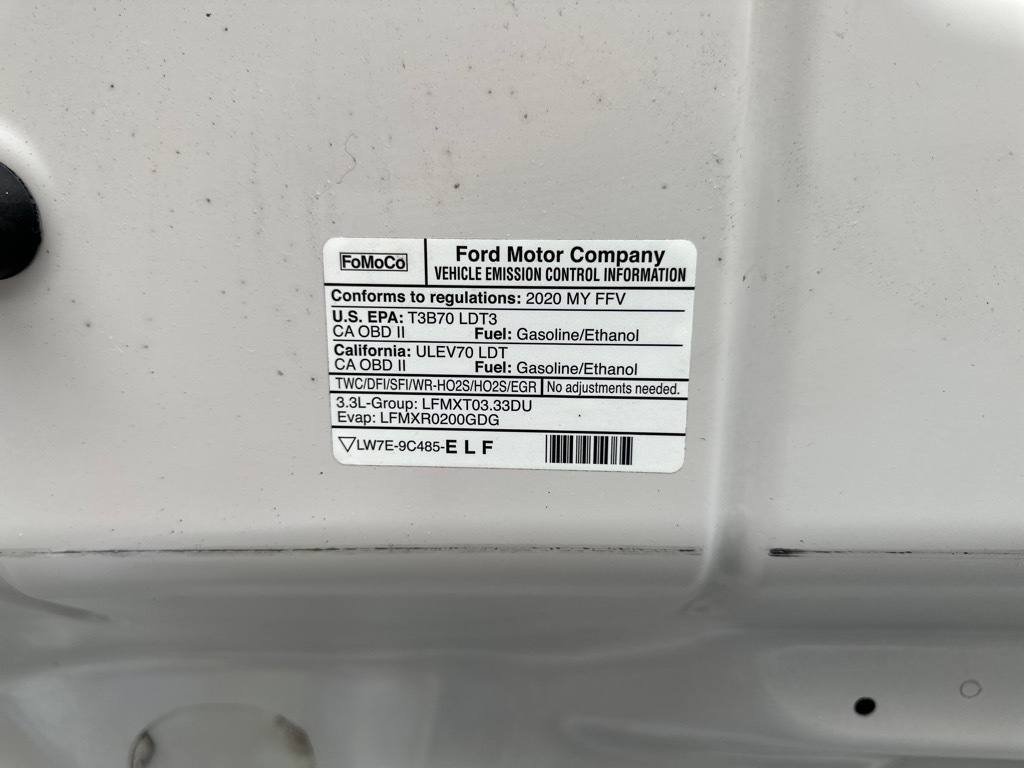 FoMoCo
Ford Motor Company
VEHICLE EMISSION CONTROL INFORMATION
Conforms to regulations: 2020 MY FFV
U.S. EPA: T3B70 LDT3
CA OBD II Fuel: Gasoline/Ethanol
California: ULEV70 LDT
CA OBD II Fuel: Gasoline/Ethanol
TWC/DFI/SFI/WR-HO2S/HO2S/EGR No adjustments needed.
3.3L-Group: LFMXT03.33DU
Evap: LFMXR0200GDG
LW7E-9C485-E L F